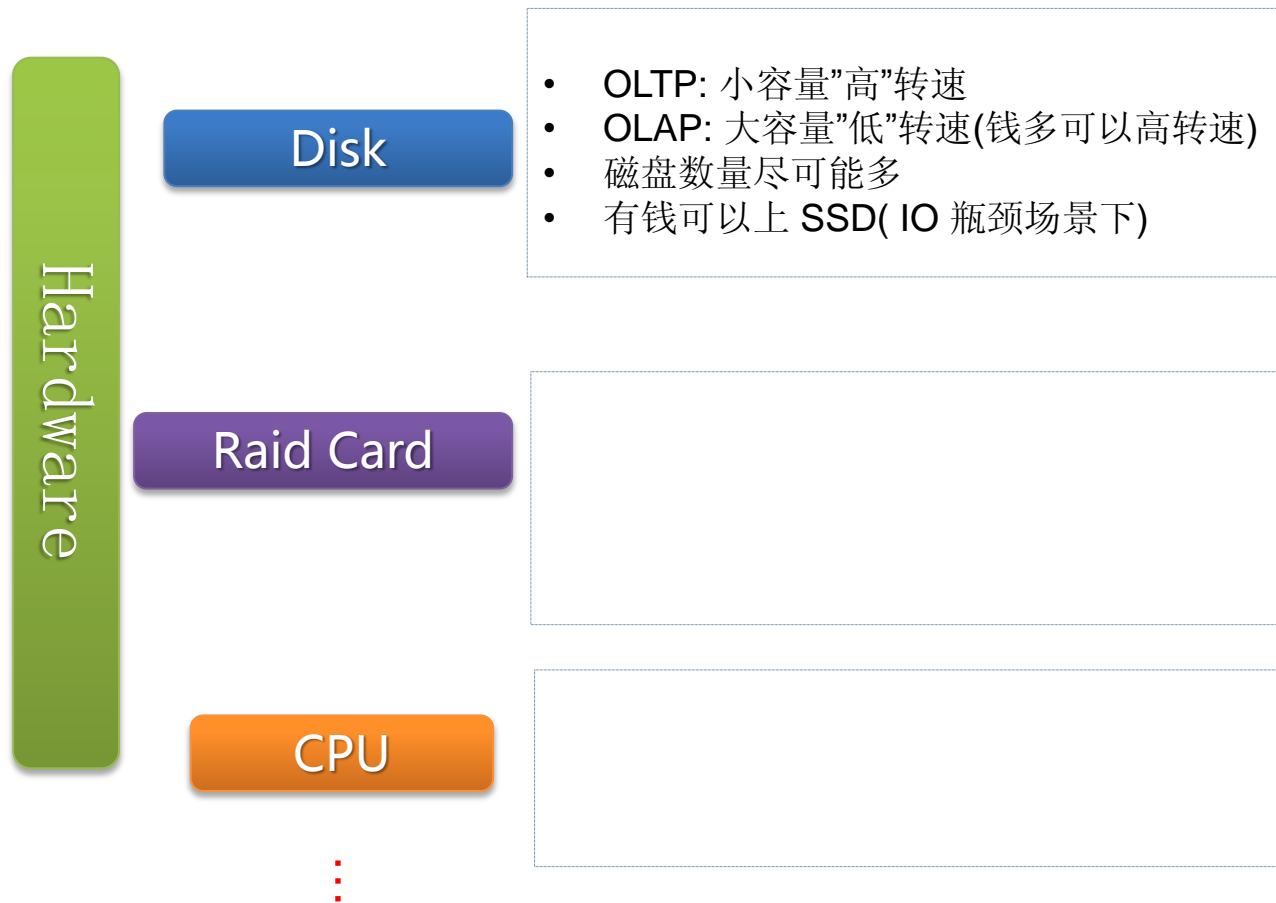 Hardware
Disk
• OLTP: 小容量”高”转速
• OLAP: 大容量”低”转速(钱多可以高转速)
• 磁盘数量尽可能多
• 有钱可以上 SSD( IO 瓶颈场景下)
Raid Card
CPU